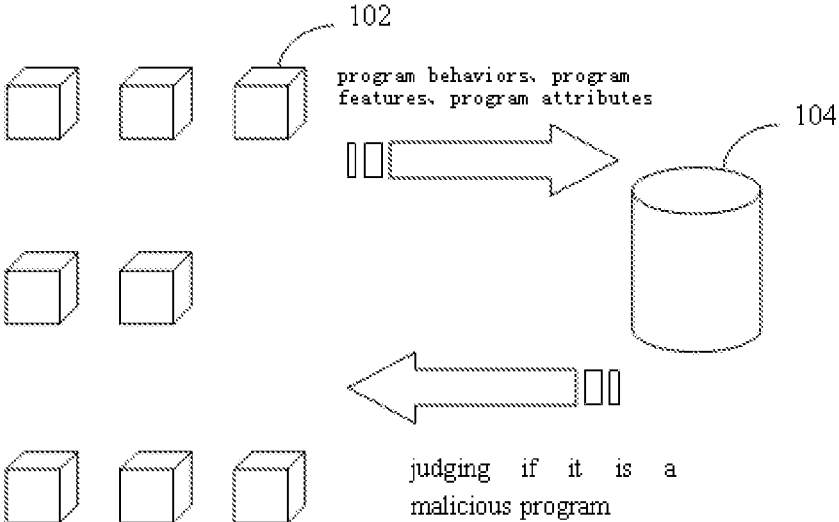 102
program behaviors、program
features、program attributes
104
judging if it is a
malicious program